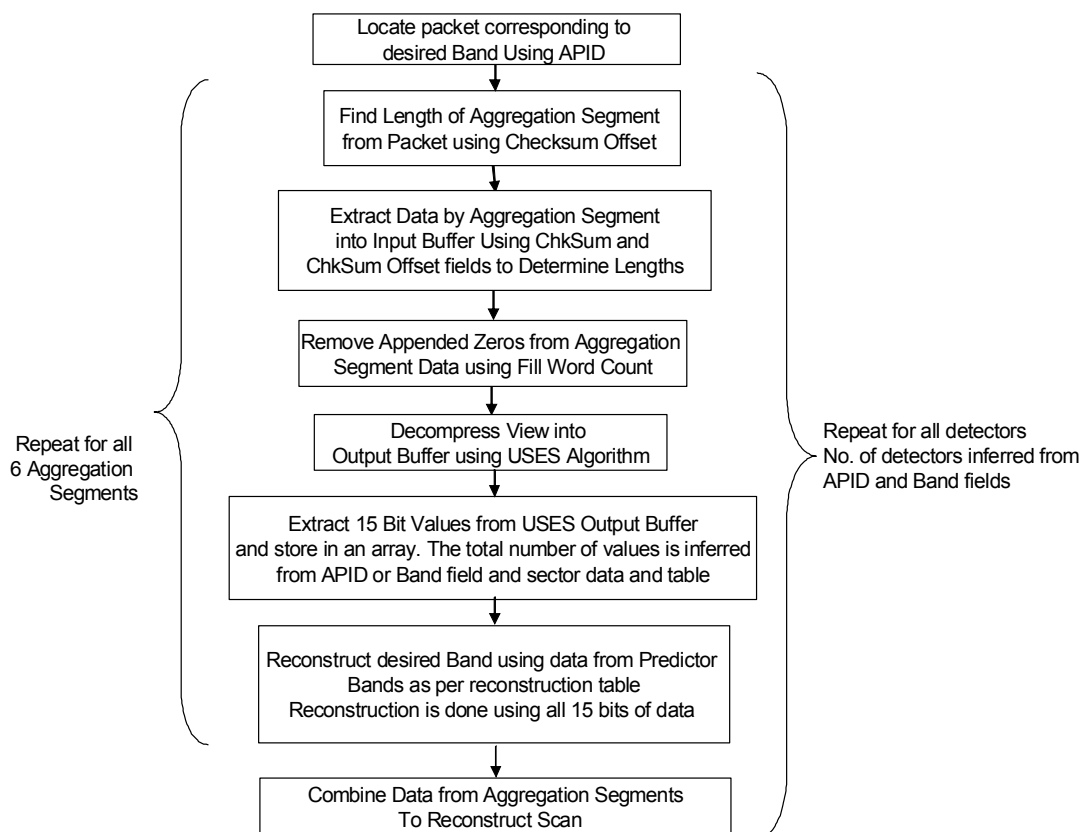 Locate packet corresponding to
desired Band Using APID
Find Length of Aggregation Segment
from Packet using Checksum Offset
Extract Data by Aggregation Segment
into Input Buffer Using ChkSum and
ChkSum Offset fields to Determine Lengths
Remove Appended Zeros from Aggregation
Segment Data using Fill Word Count
Decompress View into
Output Buffer using USES Algorithm
Extract 15 Bit Values from USES Output Buffer
and store in an array. The total number of values is inferred
from APID or Band field and sector data and table
Reconstruct desired Band using data from Predictor
Bands as per reconstruction table
Reconstruction is done using all 15 bits of data
Combine Data from Aggregation Segments
To Reconstruct Scan
Repeat for all
6 Aggregation
Segments
Repeat for all detectors
No. of detectors inferred from
APID and Band fields